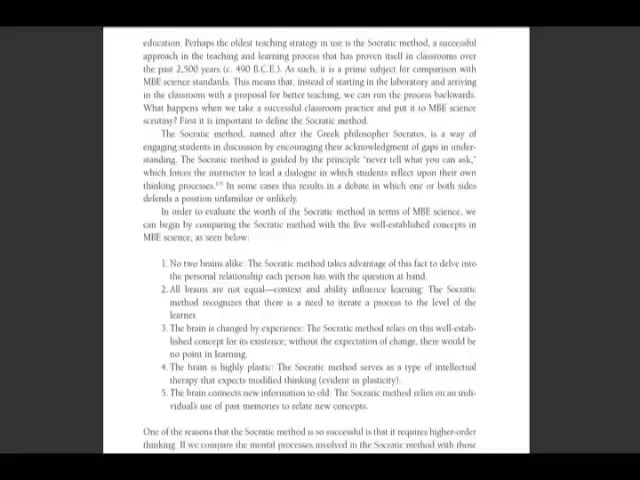 education. Perhaps the oldest teaching strategy in use is the Socratic method, a successful
approach in the teaching and learning process that has proven itself in classrooms over
the past 2,500 years (c. 490 B.C.E.). As such, it is a prime subject for comparison with
MBE science standards. This means that, instead of starting in the laboratory and arriving
in the classroom with a proposal for better teaching, we can run the process backwards.
What happens when we take a successful classroom practice and put it to MBE science
scrutiny? First it is important to define the Socratic method.
The Socratic method, named after the Greek philosopher Socrates, is a way of
engaging students in discussion by encouraging their acknowledgment of gaps in under-
standing. The Socratic method is guided by the principle "never tell what you can ask,"
which forces the instructor to lead a dialogue in which students reflect upon their own
thinking processes. In some cases this results in a debate in which one or both sides
defends a position unfamiliar or unlikely.
In order to evaluate the worth of the Socratic method in terms of MBE science, we
can begin by comparing the Socratic method with the five well-established concepts in
MBE science, as seen below:
1. No two brains alike: The Socratic method takes advantage of this fact to delve into
the personal relationship each person has with the question at hand.
2. All brains are not equal—context and ability influence learning: The Socratic
method recognizes that there is a need to iterate a process to the level of the
learner.
3. The brain is changed by experience: The Socratic method relies on this well-estab-
lished concept for its existence; without the expectation of change, there would be
no point in learning.
4. The brain is highly plastic: The Socratic method serves as a type of intellectual
therapy that expects modified thinking (evident in plasticity).
5. The brain connects new information to old: The Socratic method relies on an indi-
vidual's use of past memories to relate new concepts.
One of the reasons that the Socratic method is so successful is that it requires higher-order
thinking. If we compare the mental processes involved in the Socratic method with those